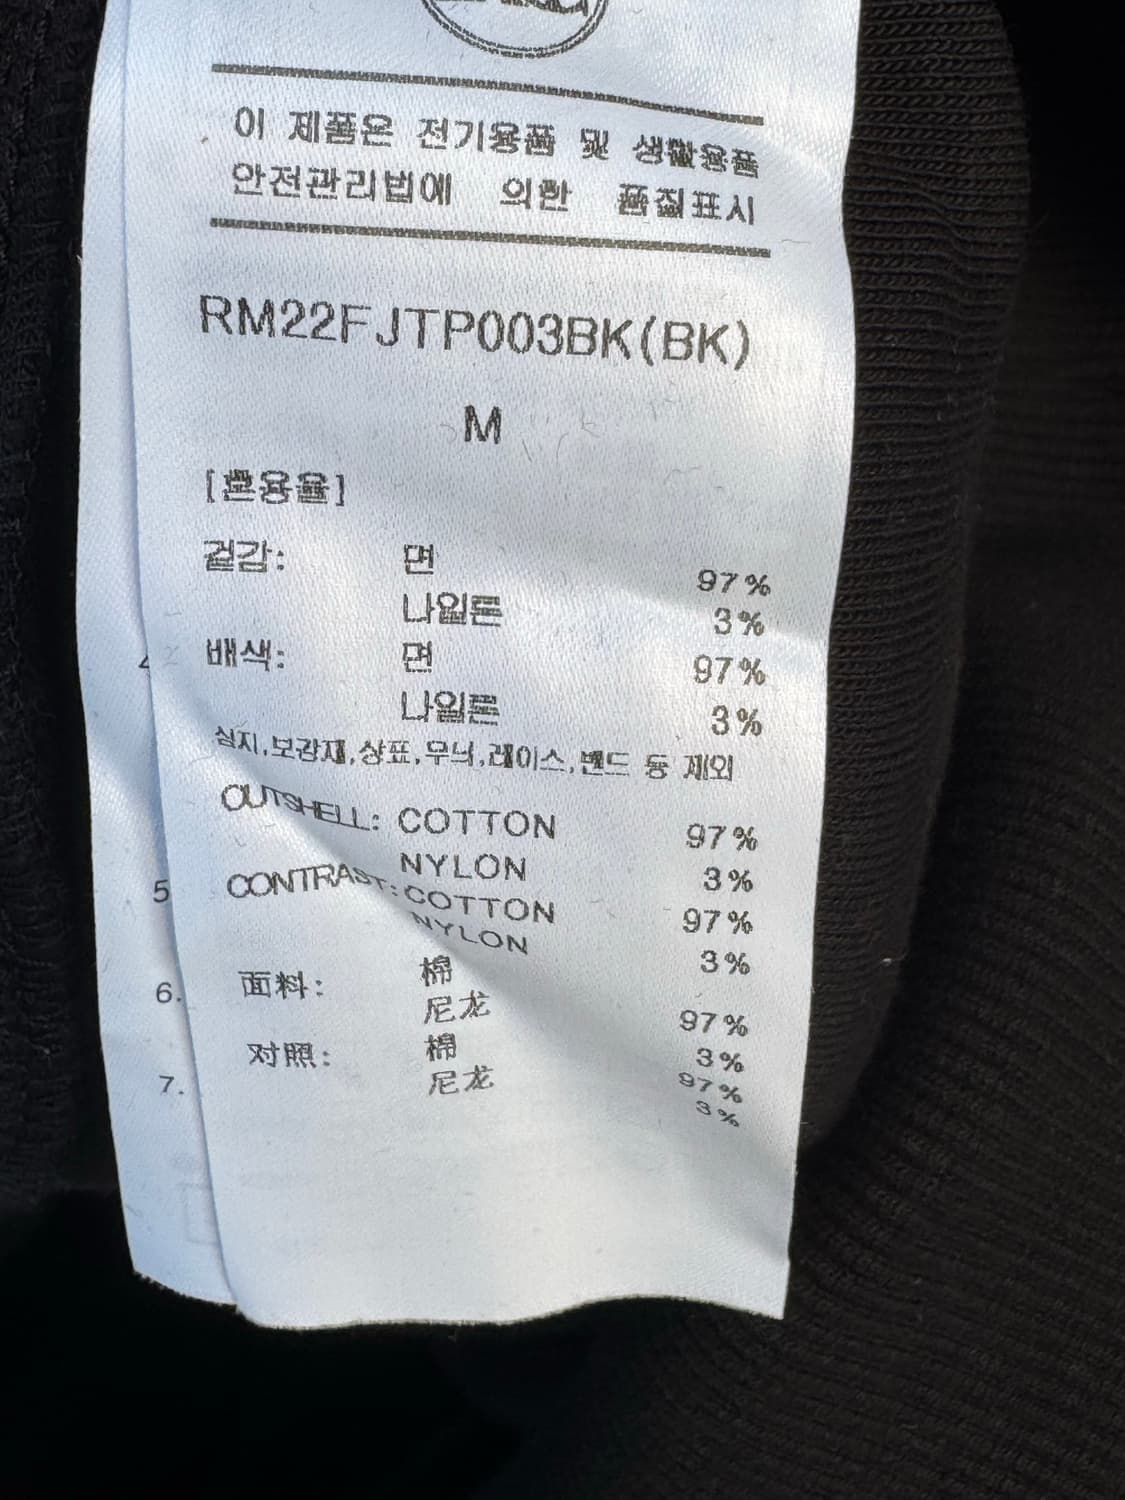 이 제품은 전기용품 및 생활용품
안전관리법에 의한 품질표시
RM22FJTP003BK(BK)
M
[혼용율]
겉감: 면 97%
나일론 3%
배색: 면 97%
나일론 3%
심지,보강재,상표,무늬,레이스,밴드 등 제외
OUTSHELL: COTTON 97%
NYLON 3%
CONTRAST: COTTON 97%
NYLON 3%
面料: 棉 97%
尼龙 3%
对照: 棉 97%
尼龙 3%
5
6.
7.